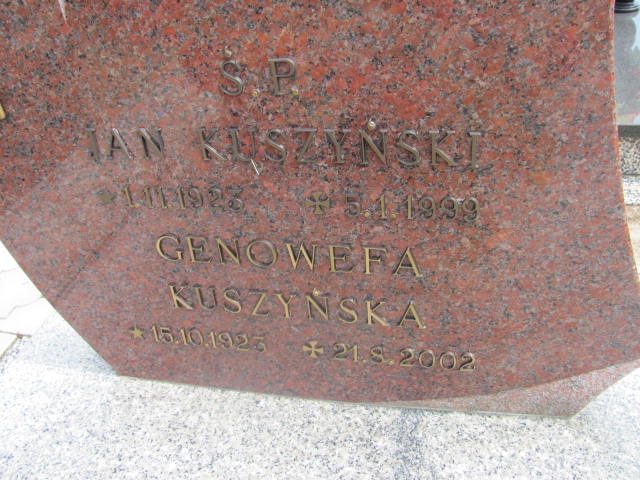 Ś.P.
JAN KUSZYŃSKI
★ 1.11.1923 ✠ 5.1.1999
GENOWEFA
KUSZYŃSKA
★ 15.10.1923 ✠ 21.8.2002